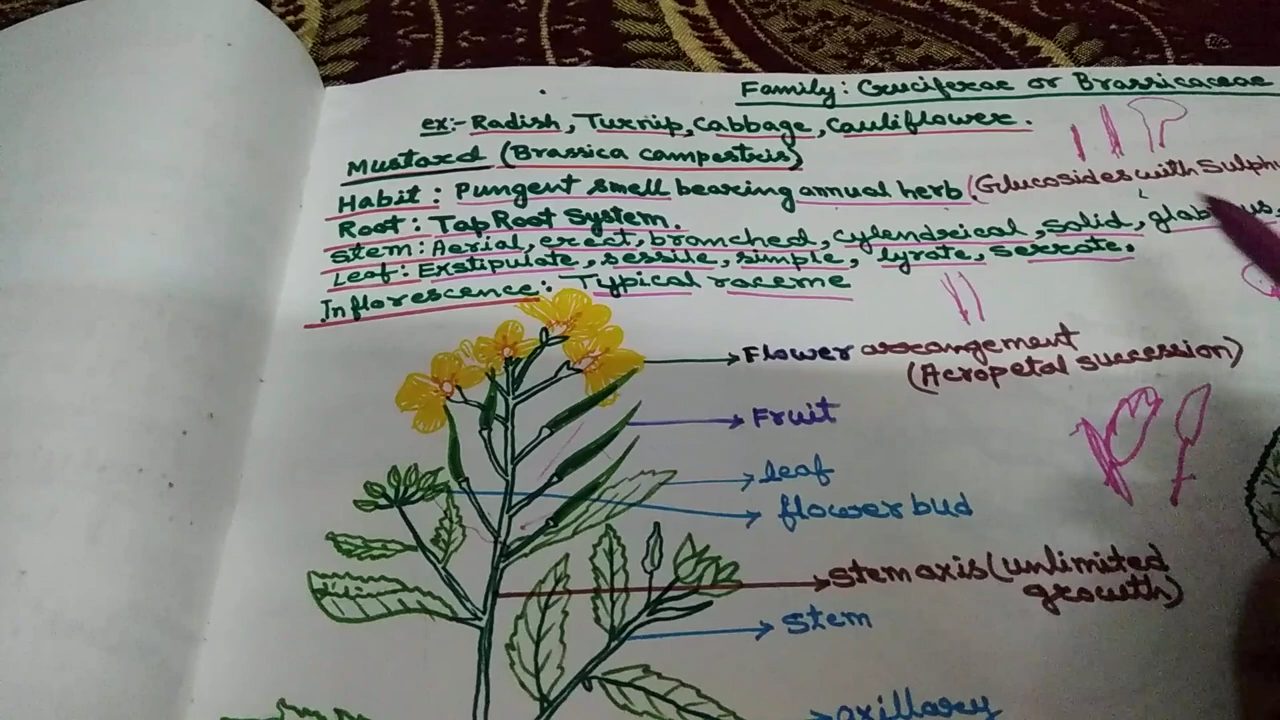 Family: Cruciferae or Brassicaceae
ex:- Radish, Turnip, Cabbage, Cauliflower.
Mustard (Brassica campestris)
Habit: Pungent smell bearing annual herb (Glucosides with Sulph
Root: Tap Root System.
Stem: Aerial, erect, branched, cylendrical, solid,
Leaf: Exstipulate, sessile, simple, lyrate, serrate.
Inflorescence: Typical raceme
Flower arrangement
(Acropetal succession)
Fruit
leaf
flower bud
stem axis (unlimited
growth)
stem
axillary